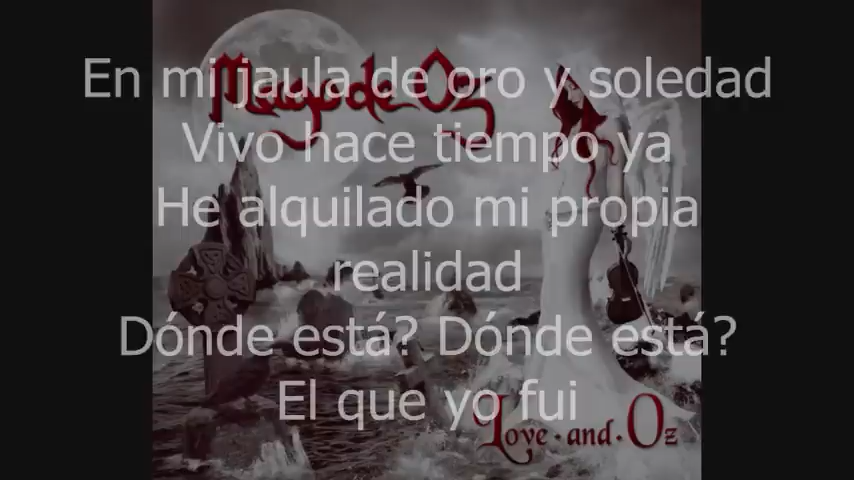 En mi jaula de oro y soledad
Mago de Oz
Vivo hace tiempo ya
He alquilado mi propia
realidad
Dónde está? Dónde está?
El que yo fui
Love · and · Oz